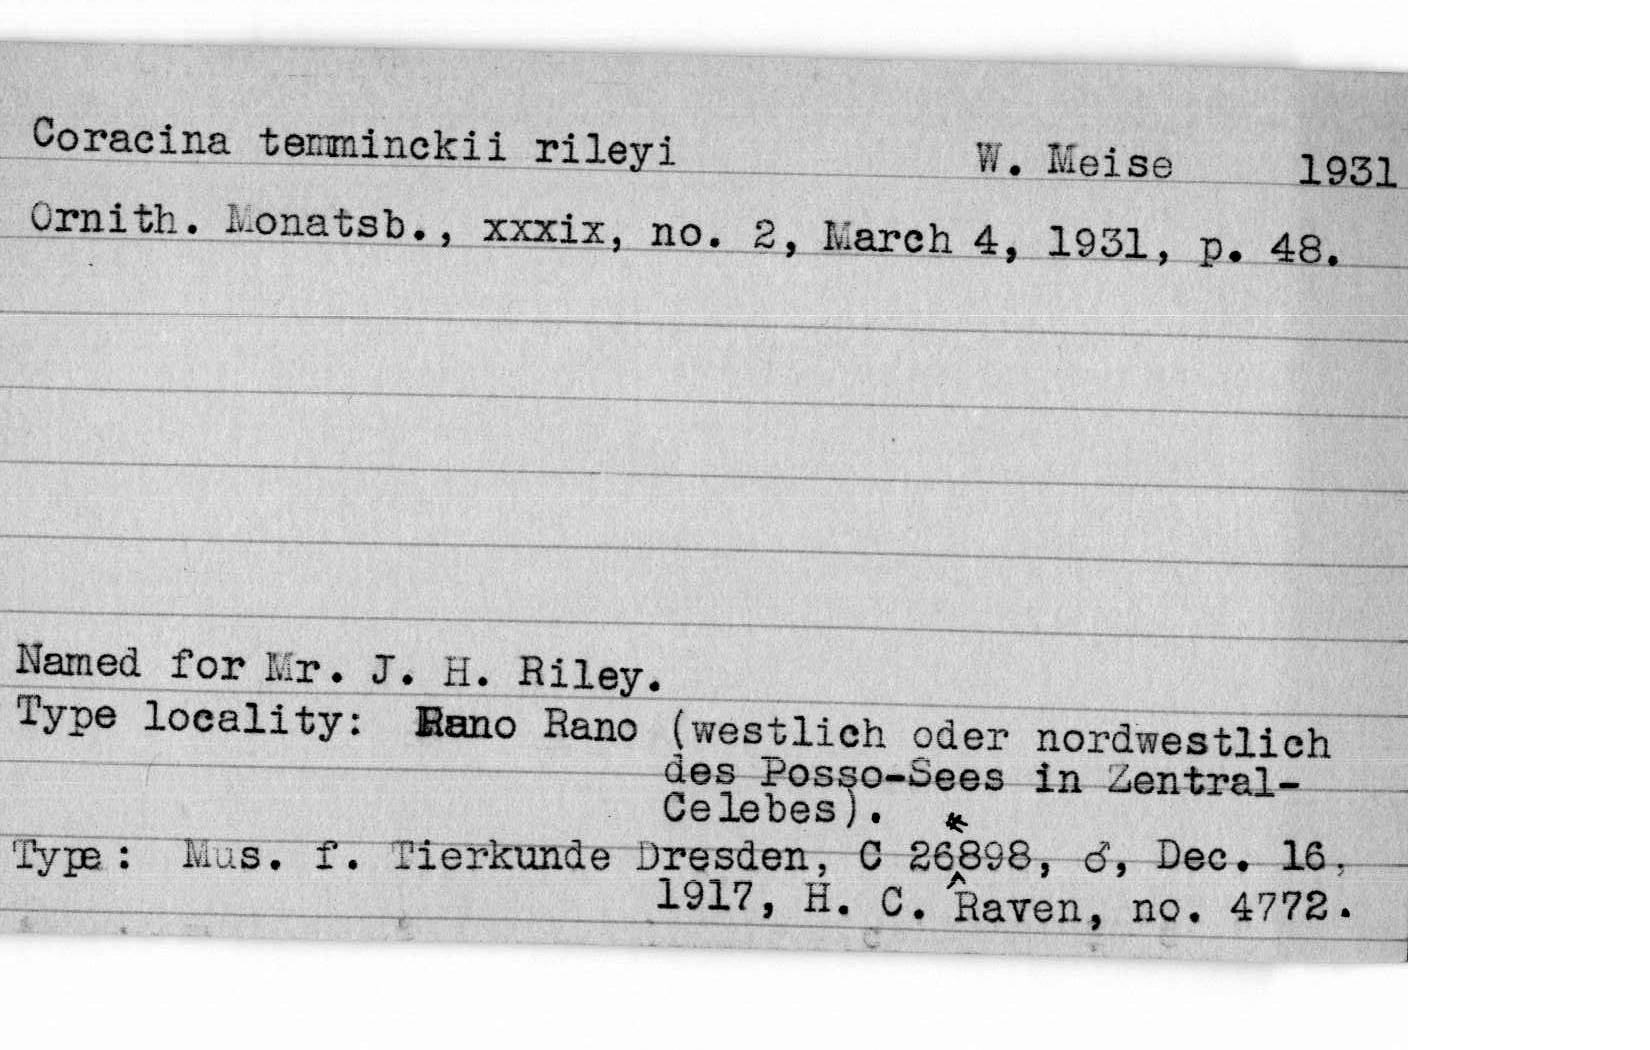 Coracina temminckii rileyi W. Meise 1931
Ornith. Monatsb., xxxix, no. 2, March 4, 1931, p. 48.
Named for Mr. J. H. Riley.
Type locality: Rano Rano (westlich oder nordwestlich
des Posso-Sees in Zentral-
Celebes).
Type: Mus. f. Tierkunde Dresden, C 26898, ♂, Dec. 16,
1917, H. C. Raven, no. 4772.